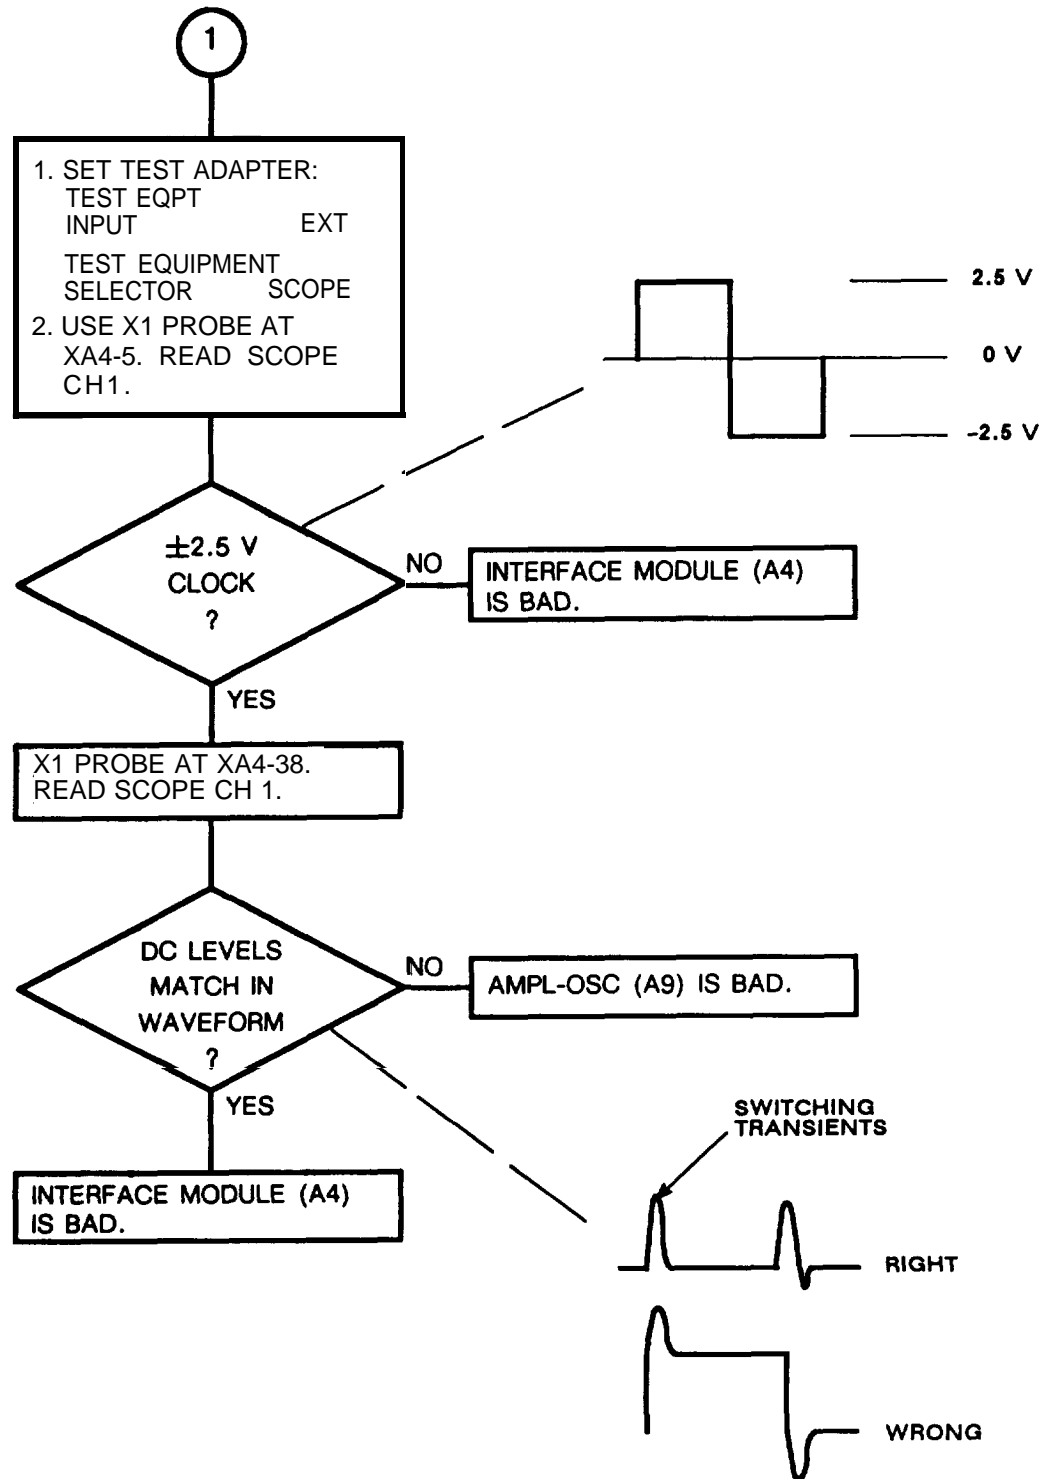 1
1. SET TEST ADAPTER:
TEST EQPT
INPUT EXT
TEST EQUIPMENT
SELECTOR SCOPE
2. USE X1 PROBE AT
XA4-5. READ SCOPE
CH1.
2.5 V
0 V
-2.5 V
±2.5 V
CLOCK
?
NO
INTERFACE MODULE (A4)
IS BAD.
YES
X1 PROBE AT XA4-38.
READ SCOPE CH 1.
DC LEVELS
MATCH IN
WAVEFORM
?
NO
AMPL-OSC (A9) IS BAD.
YES
INTERFACE MODULE (A4)
IS BAD.
SWITCHING
TRANSIENTS
RIGHT
WRONG